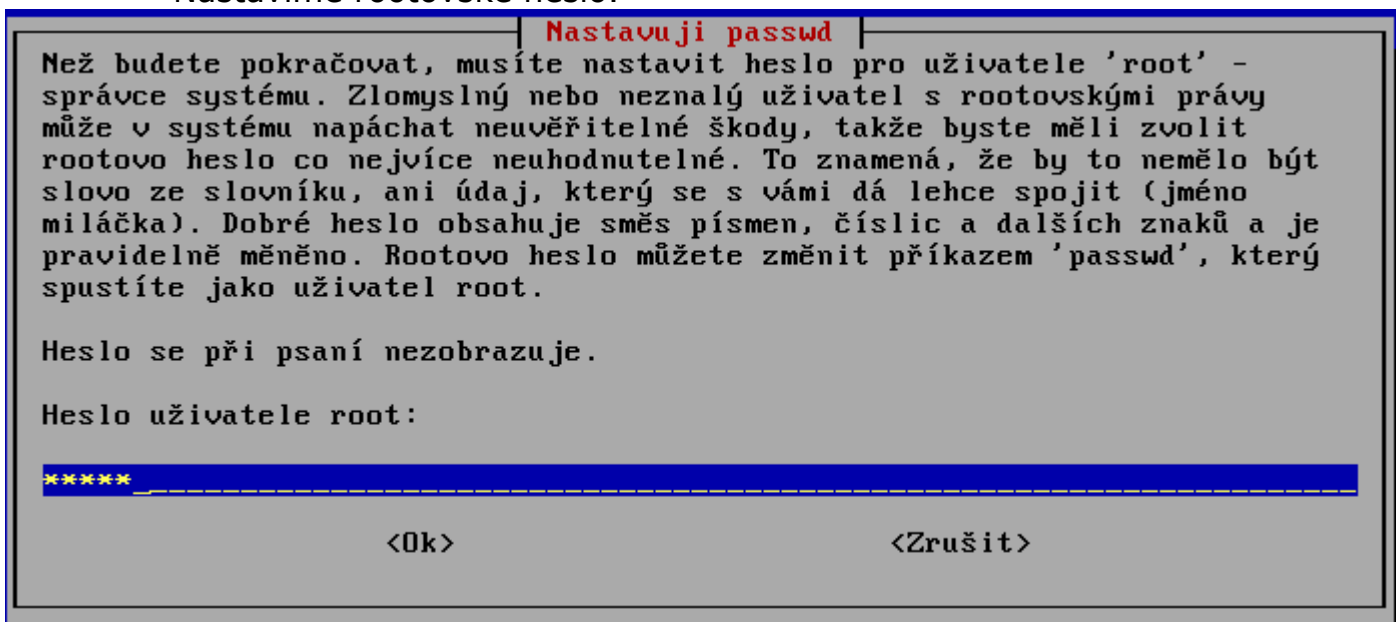 Nastavíme rootovské heslo:
Nastavuji passwd
Než budete pokračovat, musíte nastavit heslo pro uživatele 'root' -
správce systému. Zlomyslný nebo neznalý uživatel s rootovskými právy
může v systému napáchat neuvěřitelné škody, takže byste měli zvolit
rootovo heslo co nejvíce neuhodnutelné. To znamená, že by to nemělo být
slovo ze slovníku, ani údaj, který se s vámi dá lehce spojit (jméno
miláčka). Dobré heslo obsahuje směs písmen, číslic a dalších znaků a je
pravidelně měněno. Rootovo heslo můžete změnit příkazem 'passwd', který
spustíte jako uživatel root.
Heslo se při psaní nezobrazuje.
Heslo uživatele root:
*****
<Ok> <Zrušit>